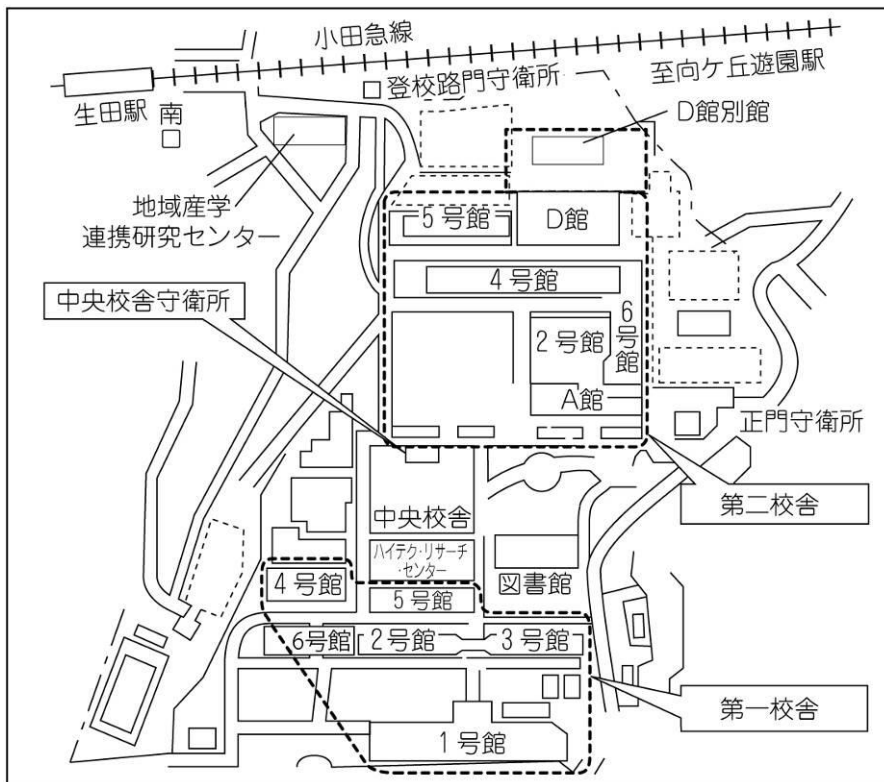 小田急線
生田駅
南
登校路門守衛所
至向ケ丘遊園駅
D館別館
地域産学
連携研究センター
5号館
D館
4号館
中央校舎守衛所
2号館
6号館
A館
正門守衛所
第二校舎
中央校舎
ハイテク・リサーチ
・センター
図書館
4号館
5号館
6号館
2号館
3号館
1号館
第一校舎